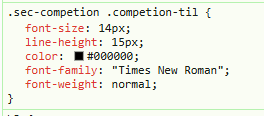 .sec-competion .competion-til {
font-size: 14px;
line-height: 15px;
color: #000000;
font-family: "Times New Roman";
font-weight: normal;
}